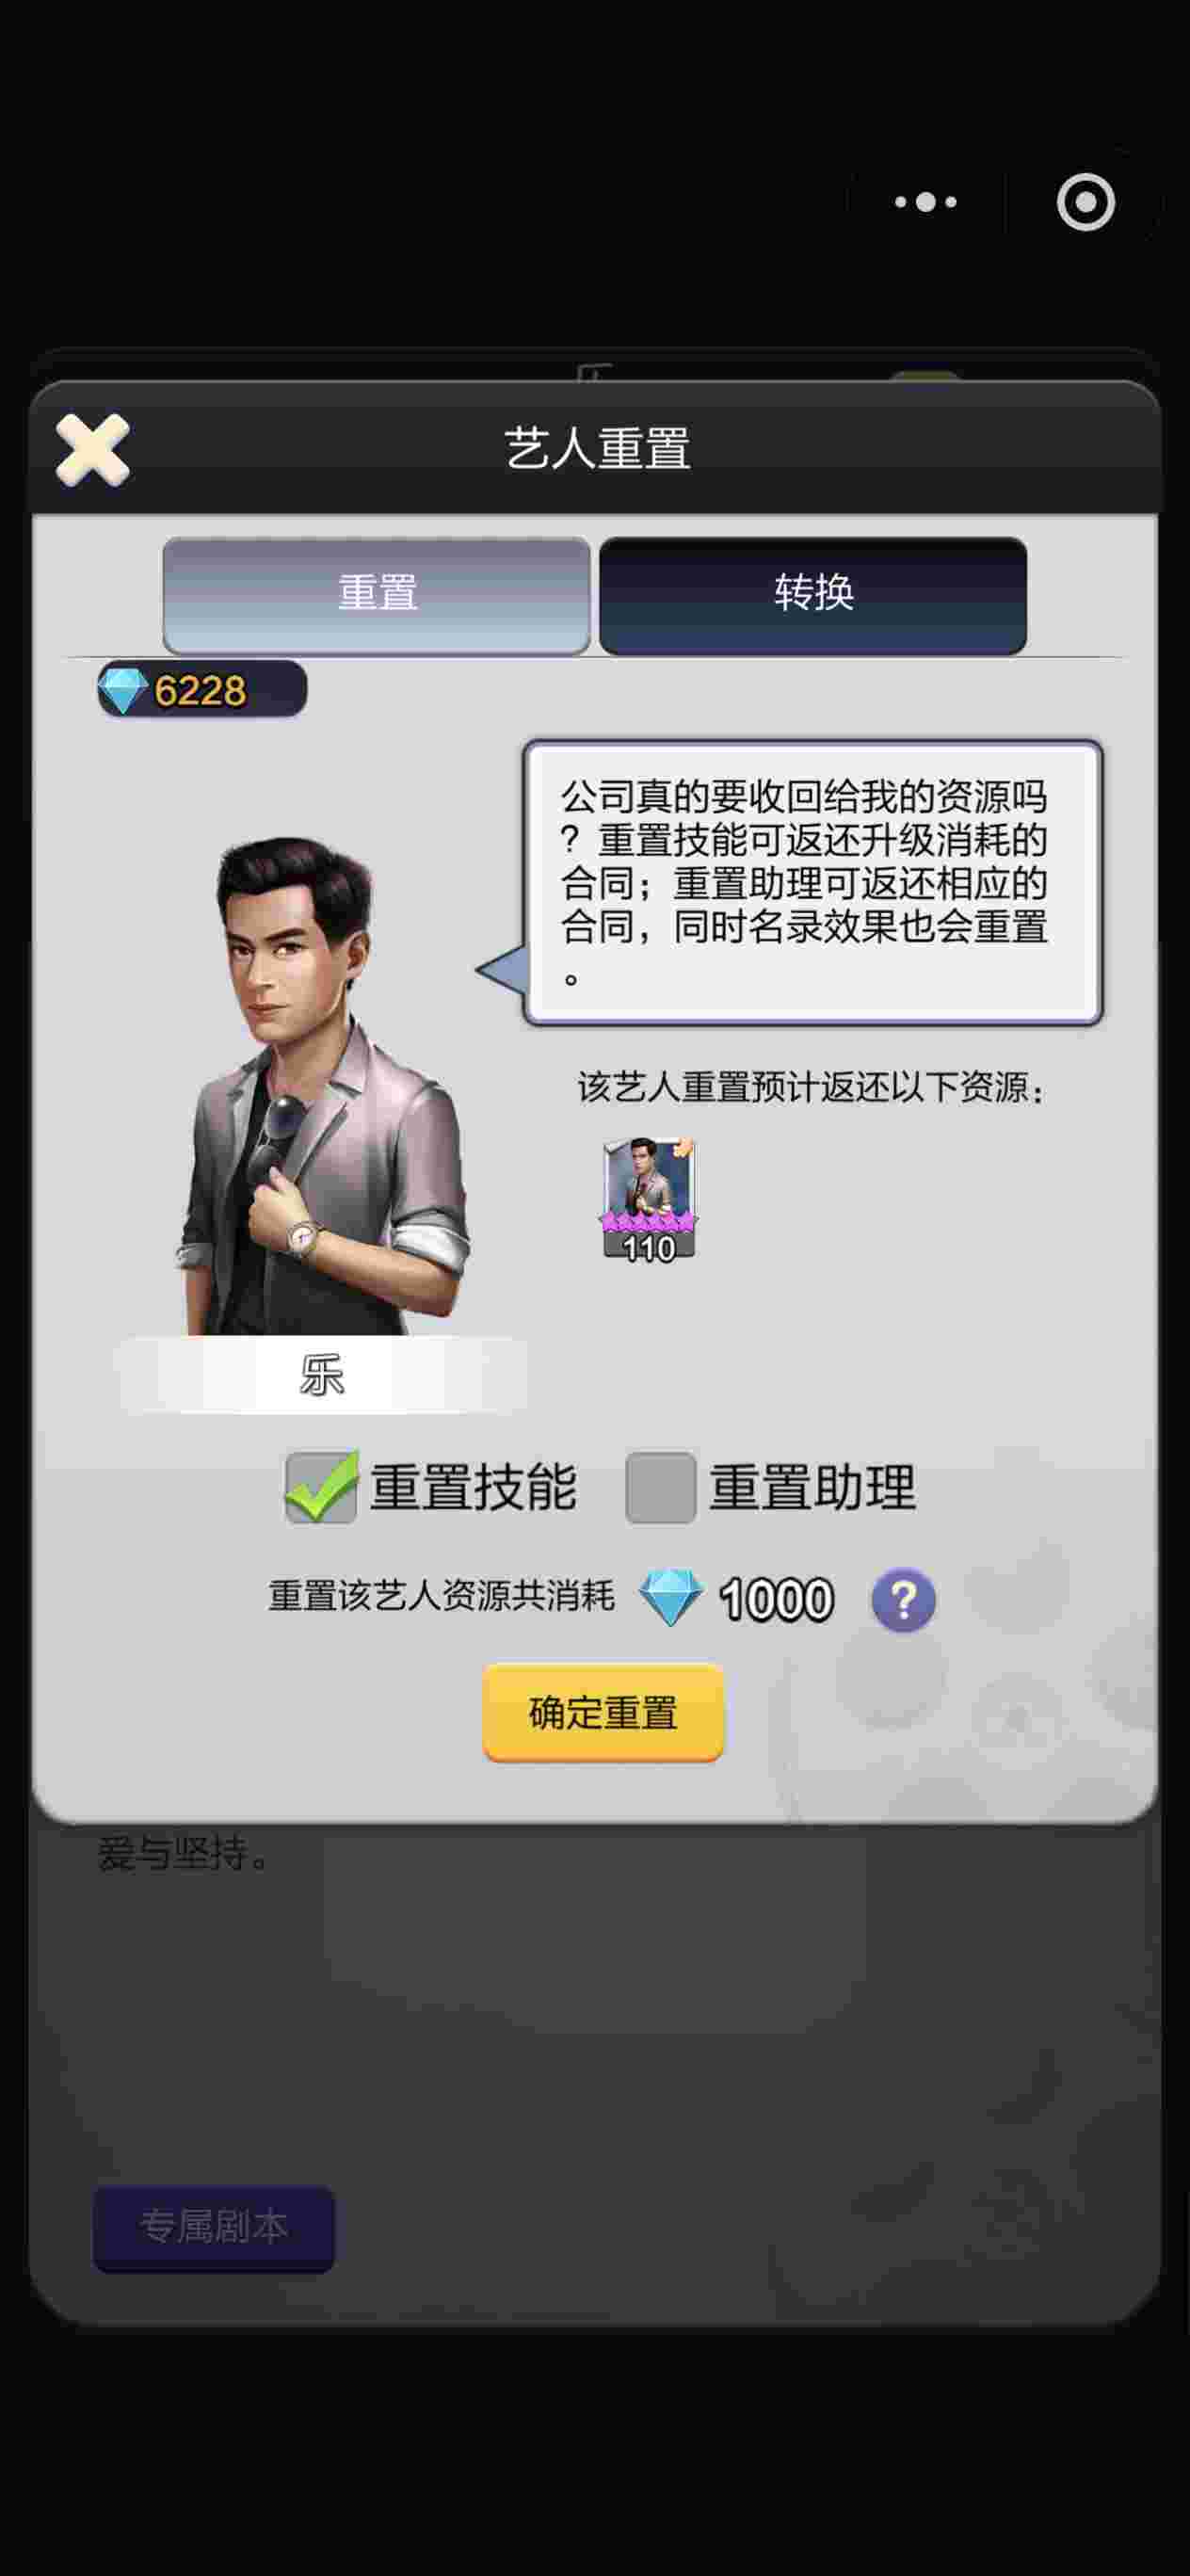 艺人重置
重置
转换
6228
公司真的要收回给我的资源吗
？重置技能可返还升级消耗的
合同；重置助理可返还相应的
合同，同时名录效果也会重置
。
该艺人重置预计返还以下资源：
110
乐
重置技能
重置助理
重置该艺人资源共消耗 1000 ?
确定重置
爱与坚持。
专属剧本